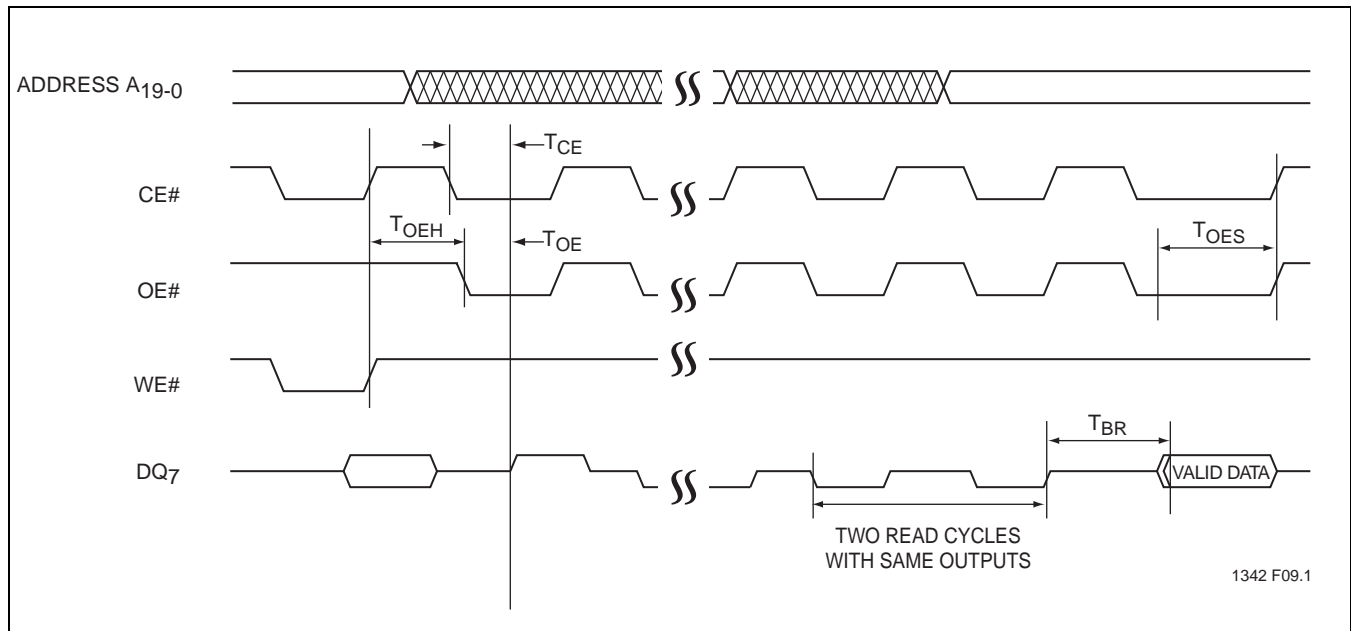 ADDRESS A19-0
TCE
CE#
TOEH
TOE
TOES
OE#
WE#
TBR
DQ7
VALID DATA
TWO READ CYCLES
WITH SAME OUTPUTS
1342 F09.1